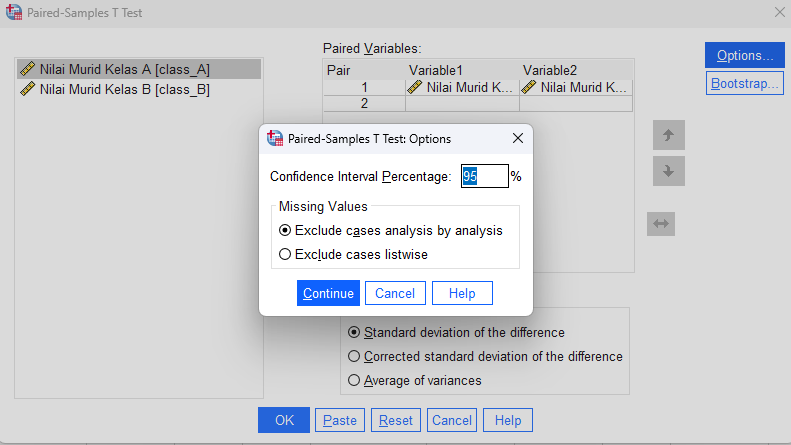 Paired-Samples T Test
Nilai Murid Kelas A [class_A]
Nilai Murid Kelas B [class_B]
Paired Variables:
Pair Variable1 Variable2
1 Nilai Murid K... Nilai Murid K...
2
Options...
Bootstrap...
Paired-Samples T Test: Options
Confidence Interval Percentage: 95 %
Missing Values
Exclude cases analysis by analysis
Exclude cases listwise
Continue Cancel Help
Standard deviation of the difference
Corrected standard deviation of the difference
Average of variances
OK Paste Reset Cancel Help